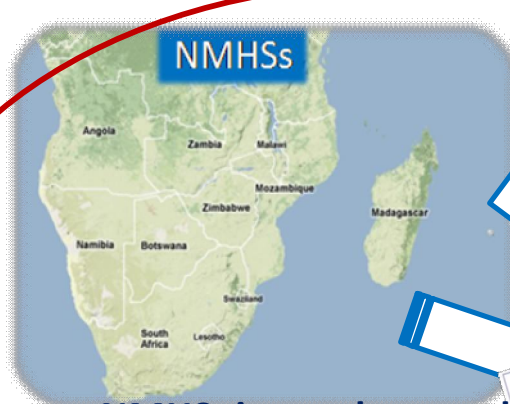 NMHSs
Angola
Zambia
Malawi
Mozambique
Zimbabwe
Madagascar
Namibia
Botswana
Swaziland
South
Africa
Lesotho